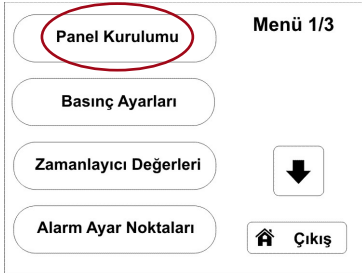 Panel Kurulumu
Menü 1/3
Basınç Ayarları
Zamanlayıcı Değerleri
Alarm Ayar Noktaları
Çıkış